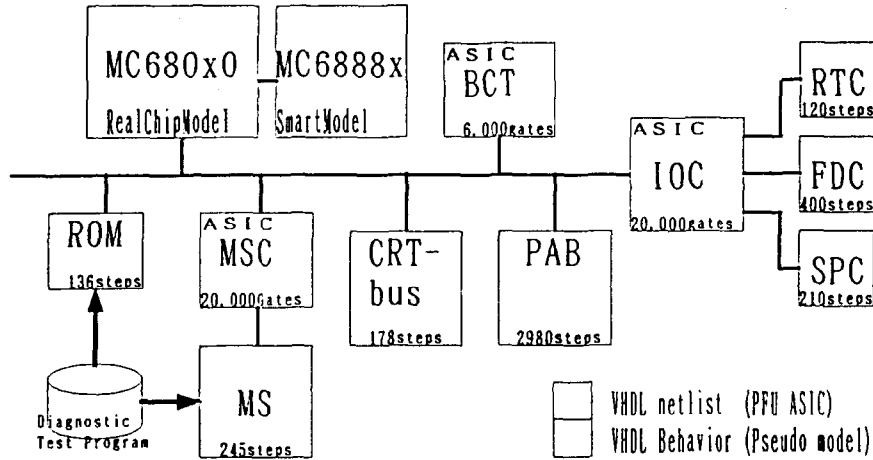 MC680x0
RealChipModel
MC6888x
SmartModel
ASIC
BCT
6.000gates
ASIC
IOC
20.000gates
RTC
120steps
FDC
400steps
SPC
210steps
ROM
136steps
ASIC
MSC
20.000Gates
CRT-
bus
178steps
PAB
2980steps
Diagnostic
Test Program
MS
245steps
VHDL netlist (PFU ASIC)
VHDL Behavior (Pseudo model)